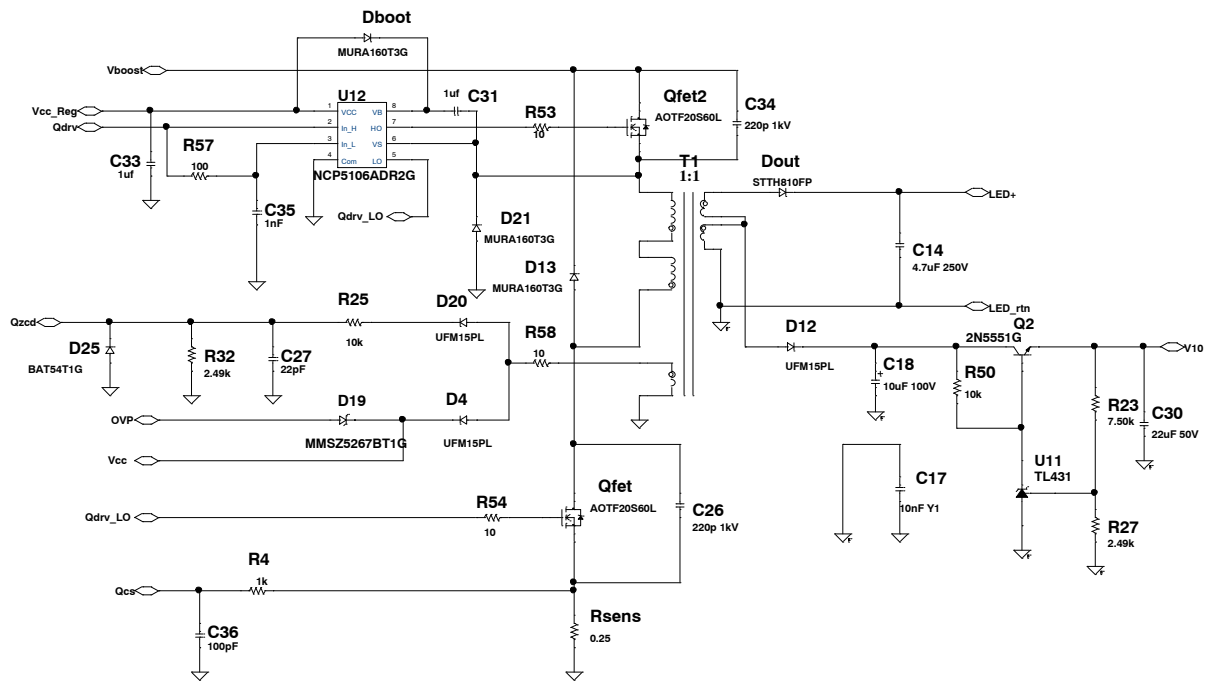 Dboot
MURA160T3G
Vboost
Vcc_Reg
Qdrv
U12
1 VCC VB 8
2 In_H HO 7
3 In_L VS 6
4 Com LO 5
NCP5106ADR2G
1uf C31
R53
10
Qfet2
AOTF20S60L
C34
220p 1kV
C33
1uf
R57
100
C35
1nF
Qdrv_LO
D21
MURA160T3G
T1
1:1
Dout
STTH810FP
LED+
C14
4.7uF 250V
LED_rtn
D13
MURA160T3G
Qzcd
D25
BAT54T1G
R32
2.49k
C27
22pF
R25
10k
D20
UFM15PL
R58
10
OVP
D19
MMSZ5267BT1G
D4
UFM15PL
Vcc
D12
UFM15PL
C18
+
10uF 100V
R50
10k
Q2
2N5551G
V10
R23
7.50k
C30
22uF 50V
U11
TL431
R27
2.49k
C17
10nF Y1
Qdrv_LO
R54
10
Qfet
AOTF20S60L
C26
220p 1kV
R4
1k
Qcs
C36
100pF
Rsens
0.25